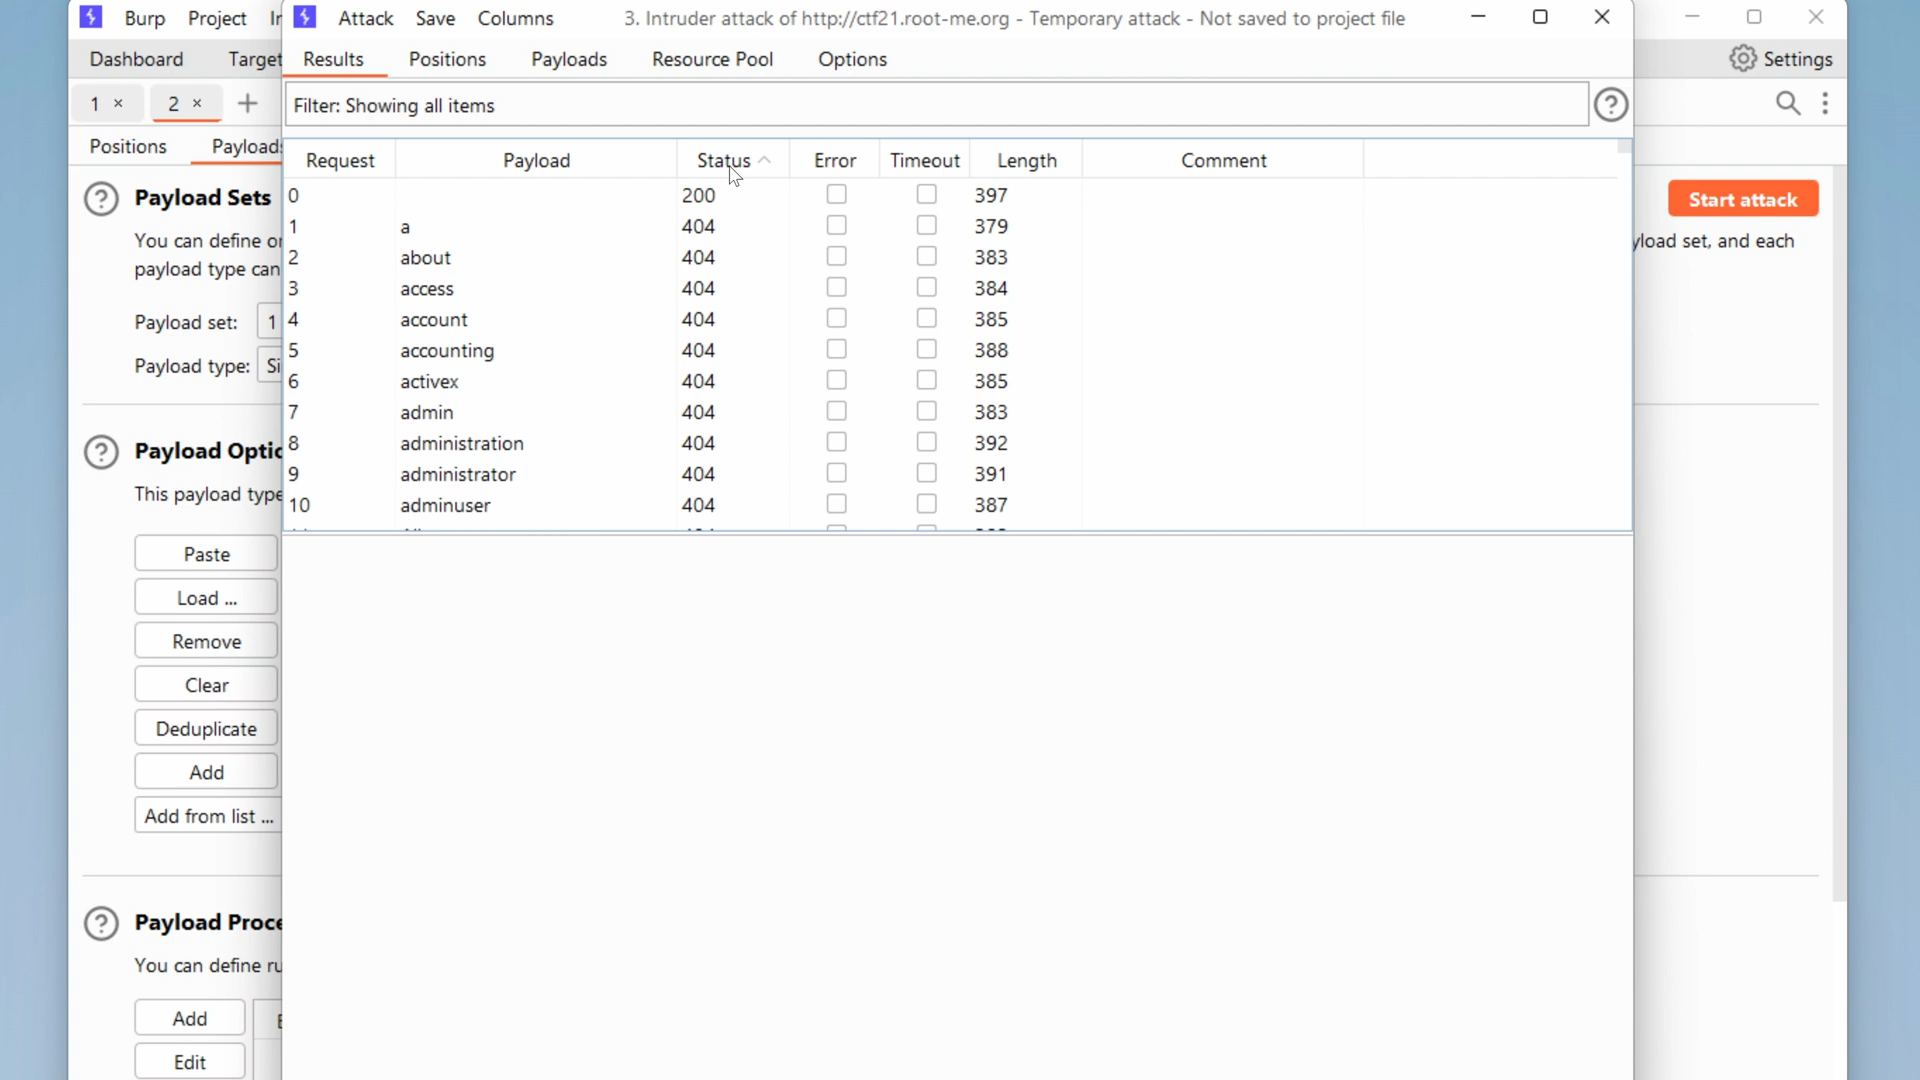 Burp Project
Attack Save Columns 3. Intruder attack of http://ctf21.root-me.org - Temporary attack - Not saved to project file
Dashboard Target
Results Positions Payloads Resource Pool Options
Settings
1 × 2 × +
Filter: Showing all items
Positions Payloads
Request Payload Status Error Timeout Length Comment
0 200 397
1 a 404 379
2 about 404 383
3 access 404 384
4 account 404 385
5 accounting 404 388
6 activex 404 385
7 admin 404 383
8 administration 404 392
9 administrator 404 391
10 adminuser 404 387
Payload Sets
Start attack
You can define
yload set, and each
payload type can
Payload set: 1
Payload type:
Payload
This payload type
Paste
Load ...
Remove
Clear
Deduplicate
Add
Add from list ...
Payload
You can define
Add
Edit